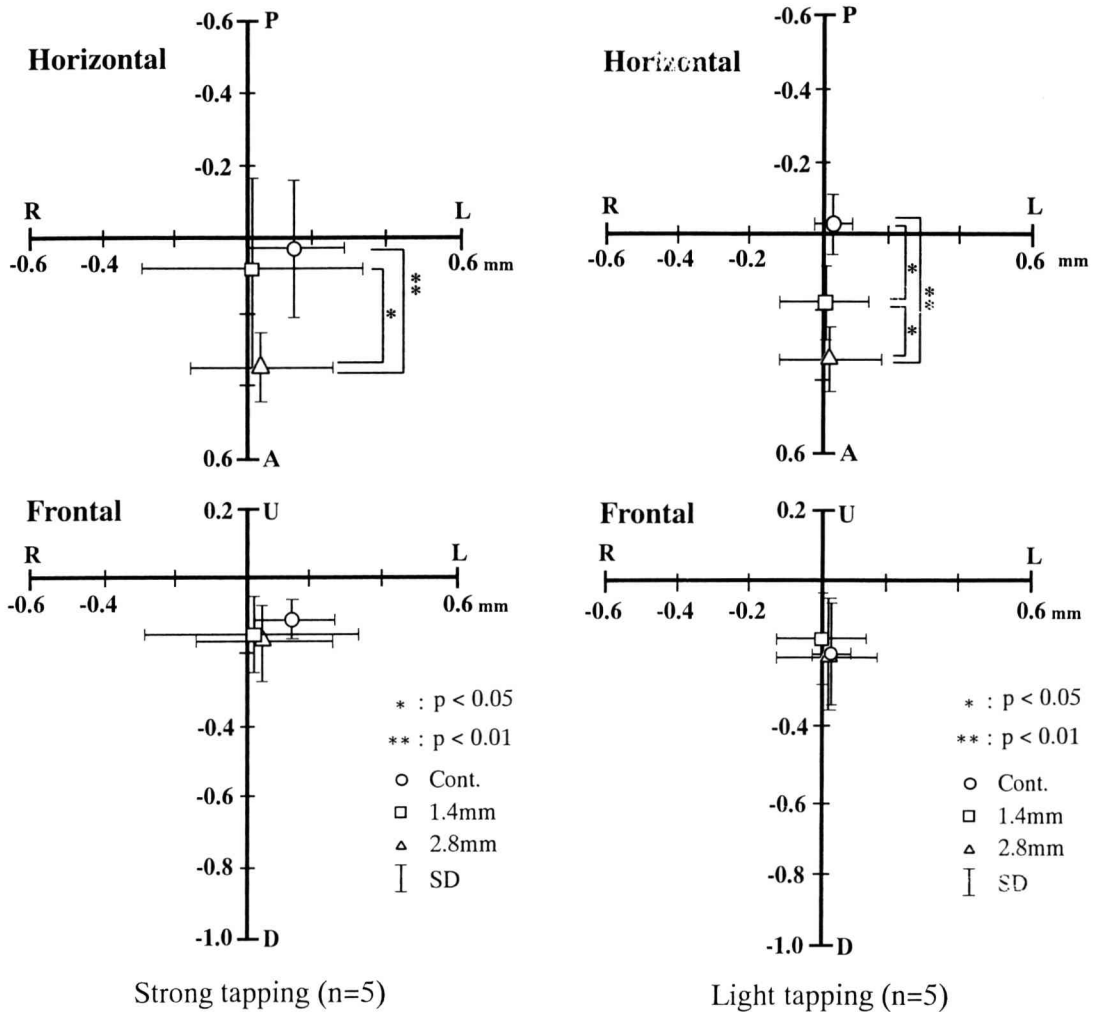 -0.6 P
Horizontal
-0.4
-0.2
R L
-0.6 -0.4 0.6 mm
**
*
0.6 A
Frontal 0.2 U
R L
-0.6 -0.4 0.6 mm
* : p < 0.05
-0.4
** : p < 0.01
Cont.
-0.6
1.4mm
2.8mm
-0.8
SD
-1.0 D
Strong tapping (n=5)
-0.6 P
Horizontal
-0.4
-0.2
R L
-0.6 -0.4 -0.2 0.6 mm
*
**
*
0.6 A
Frontal 0.2 U
R L
-0.6 -0.4 -0.2 0.6 mm
* : p < 0.05
-0.4
** : p < 0.01
Cont.
-0.6
1.4mm
2.8mm
-0.8
SD
-1.0 D
Light tapping (n=5)